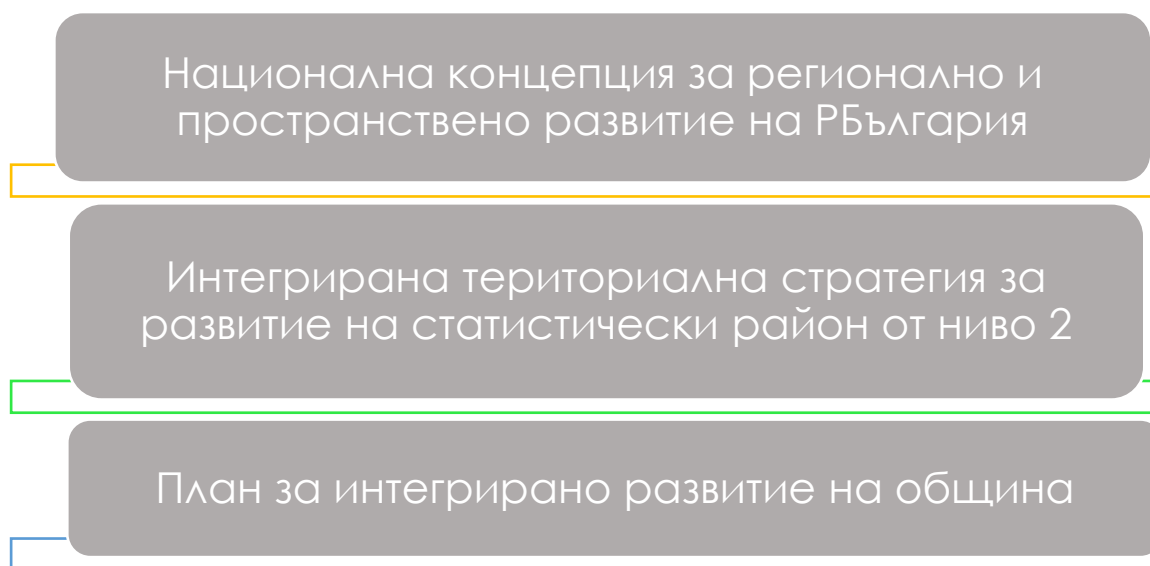 Национална концепция за регионално и
пространствено развитие на РБългария
Интегрирана териториална стратегия за
развитие на статистически район от ниво 2
План за интегрирано развитие на община